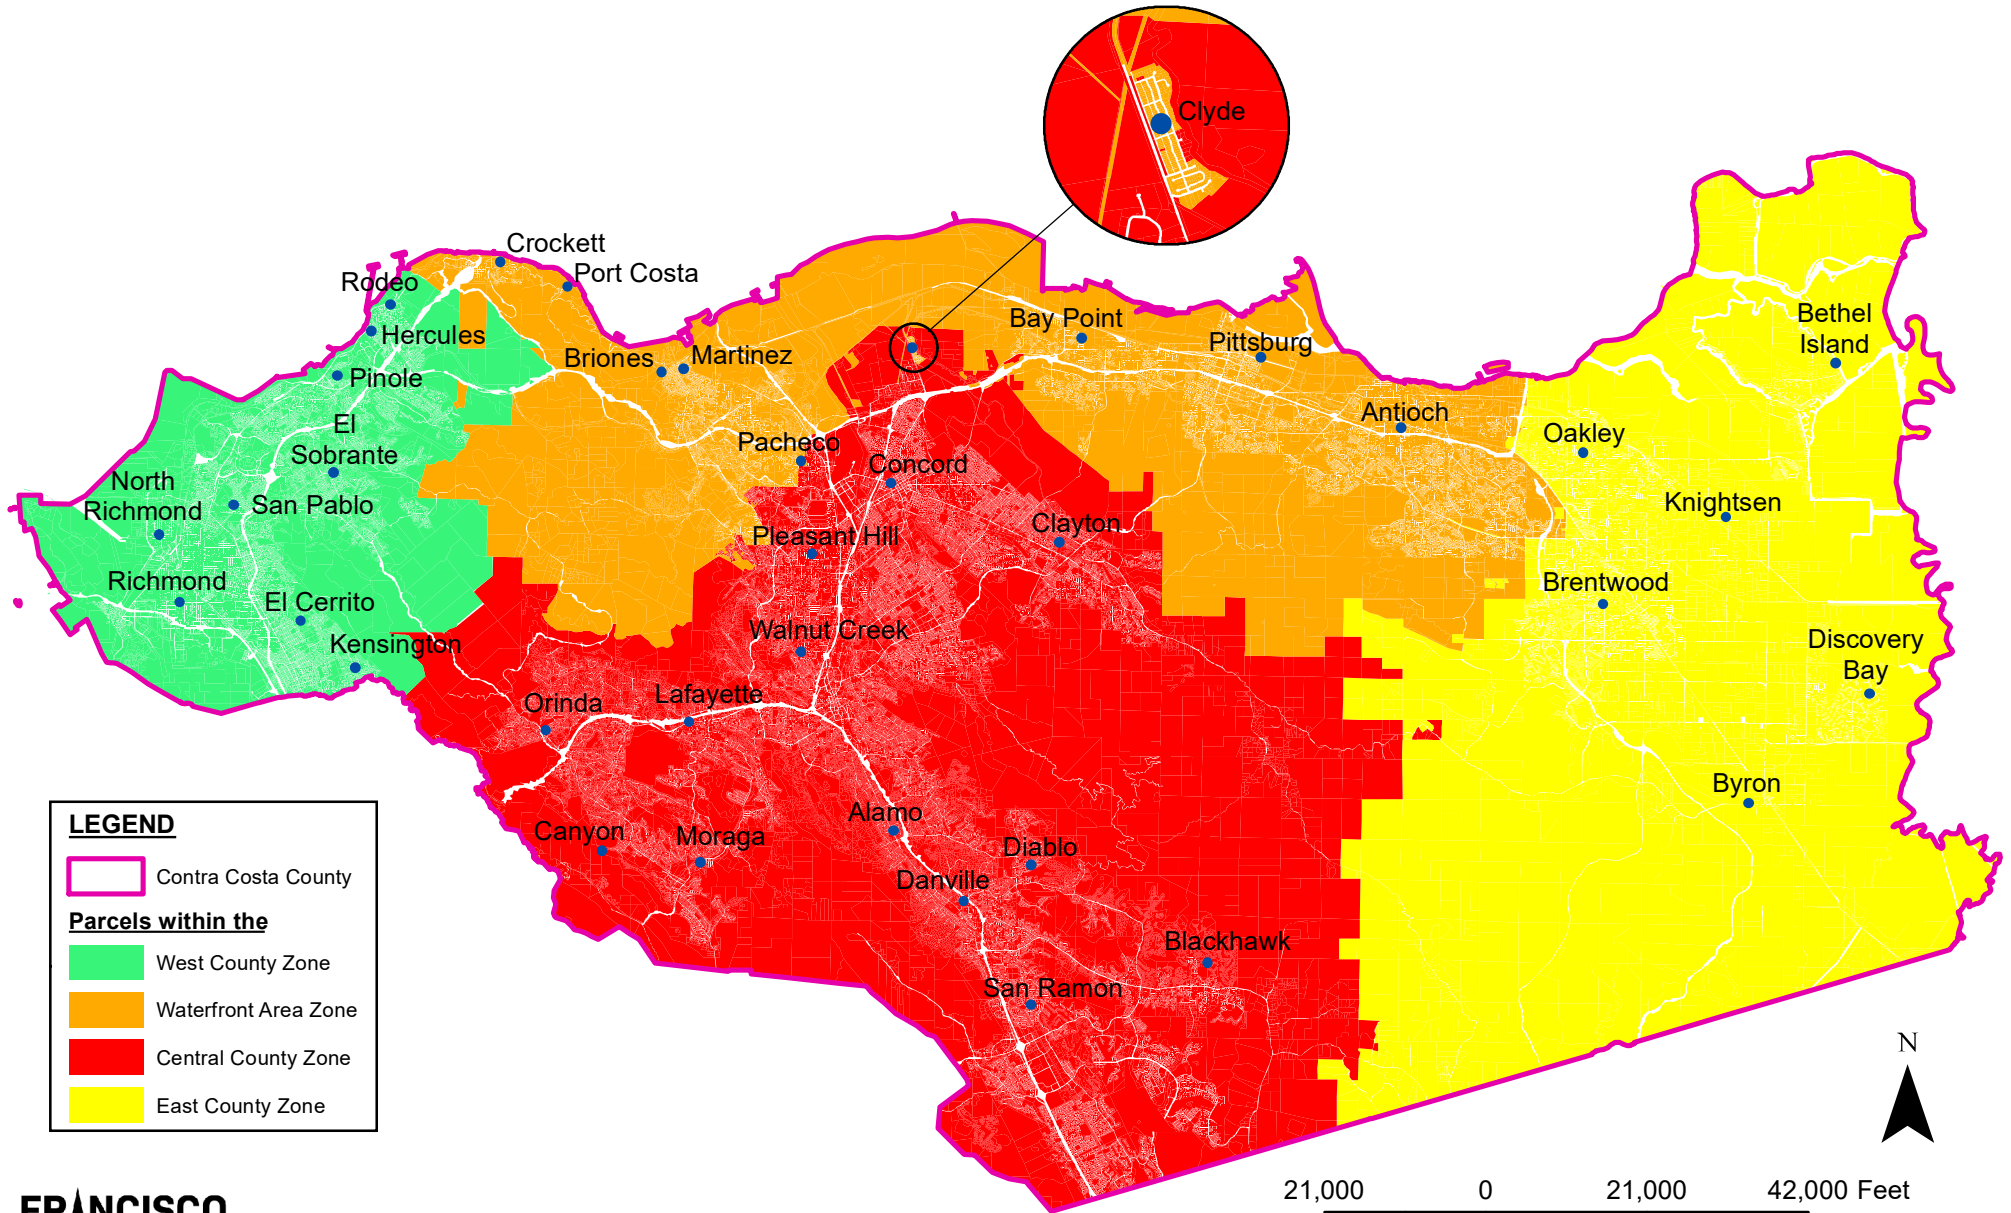 Clyde
Crockett
Port Costa
Rodeo
Hercules
Bay Point
Bethel
Island
Pittsburg
Briones
Martinez
Pinole
Antioch
El
Sobrante
Pacheco
Oakley
Concord
North
Richmond
San Pablo
Knightsen
Clayton
Pleasant Hill
Richmond
El Cerrito
Brentwood
Kensington
Walnut Creek
Discovery
Bay
Orinda
Lafayette
Byron
Alamo
Canyon
Moraga
Diablo
Danville
Blackhawk
San Ramon
LEGEND
Contra Costa County
Parcels within the
West County Zone
Waterfront Area Zone
Central County Zone
East County Zone
N
21,000 0 21,000 42,000 Feet
FRANCISCO